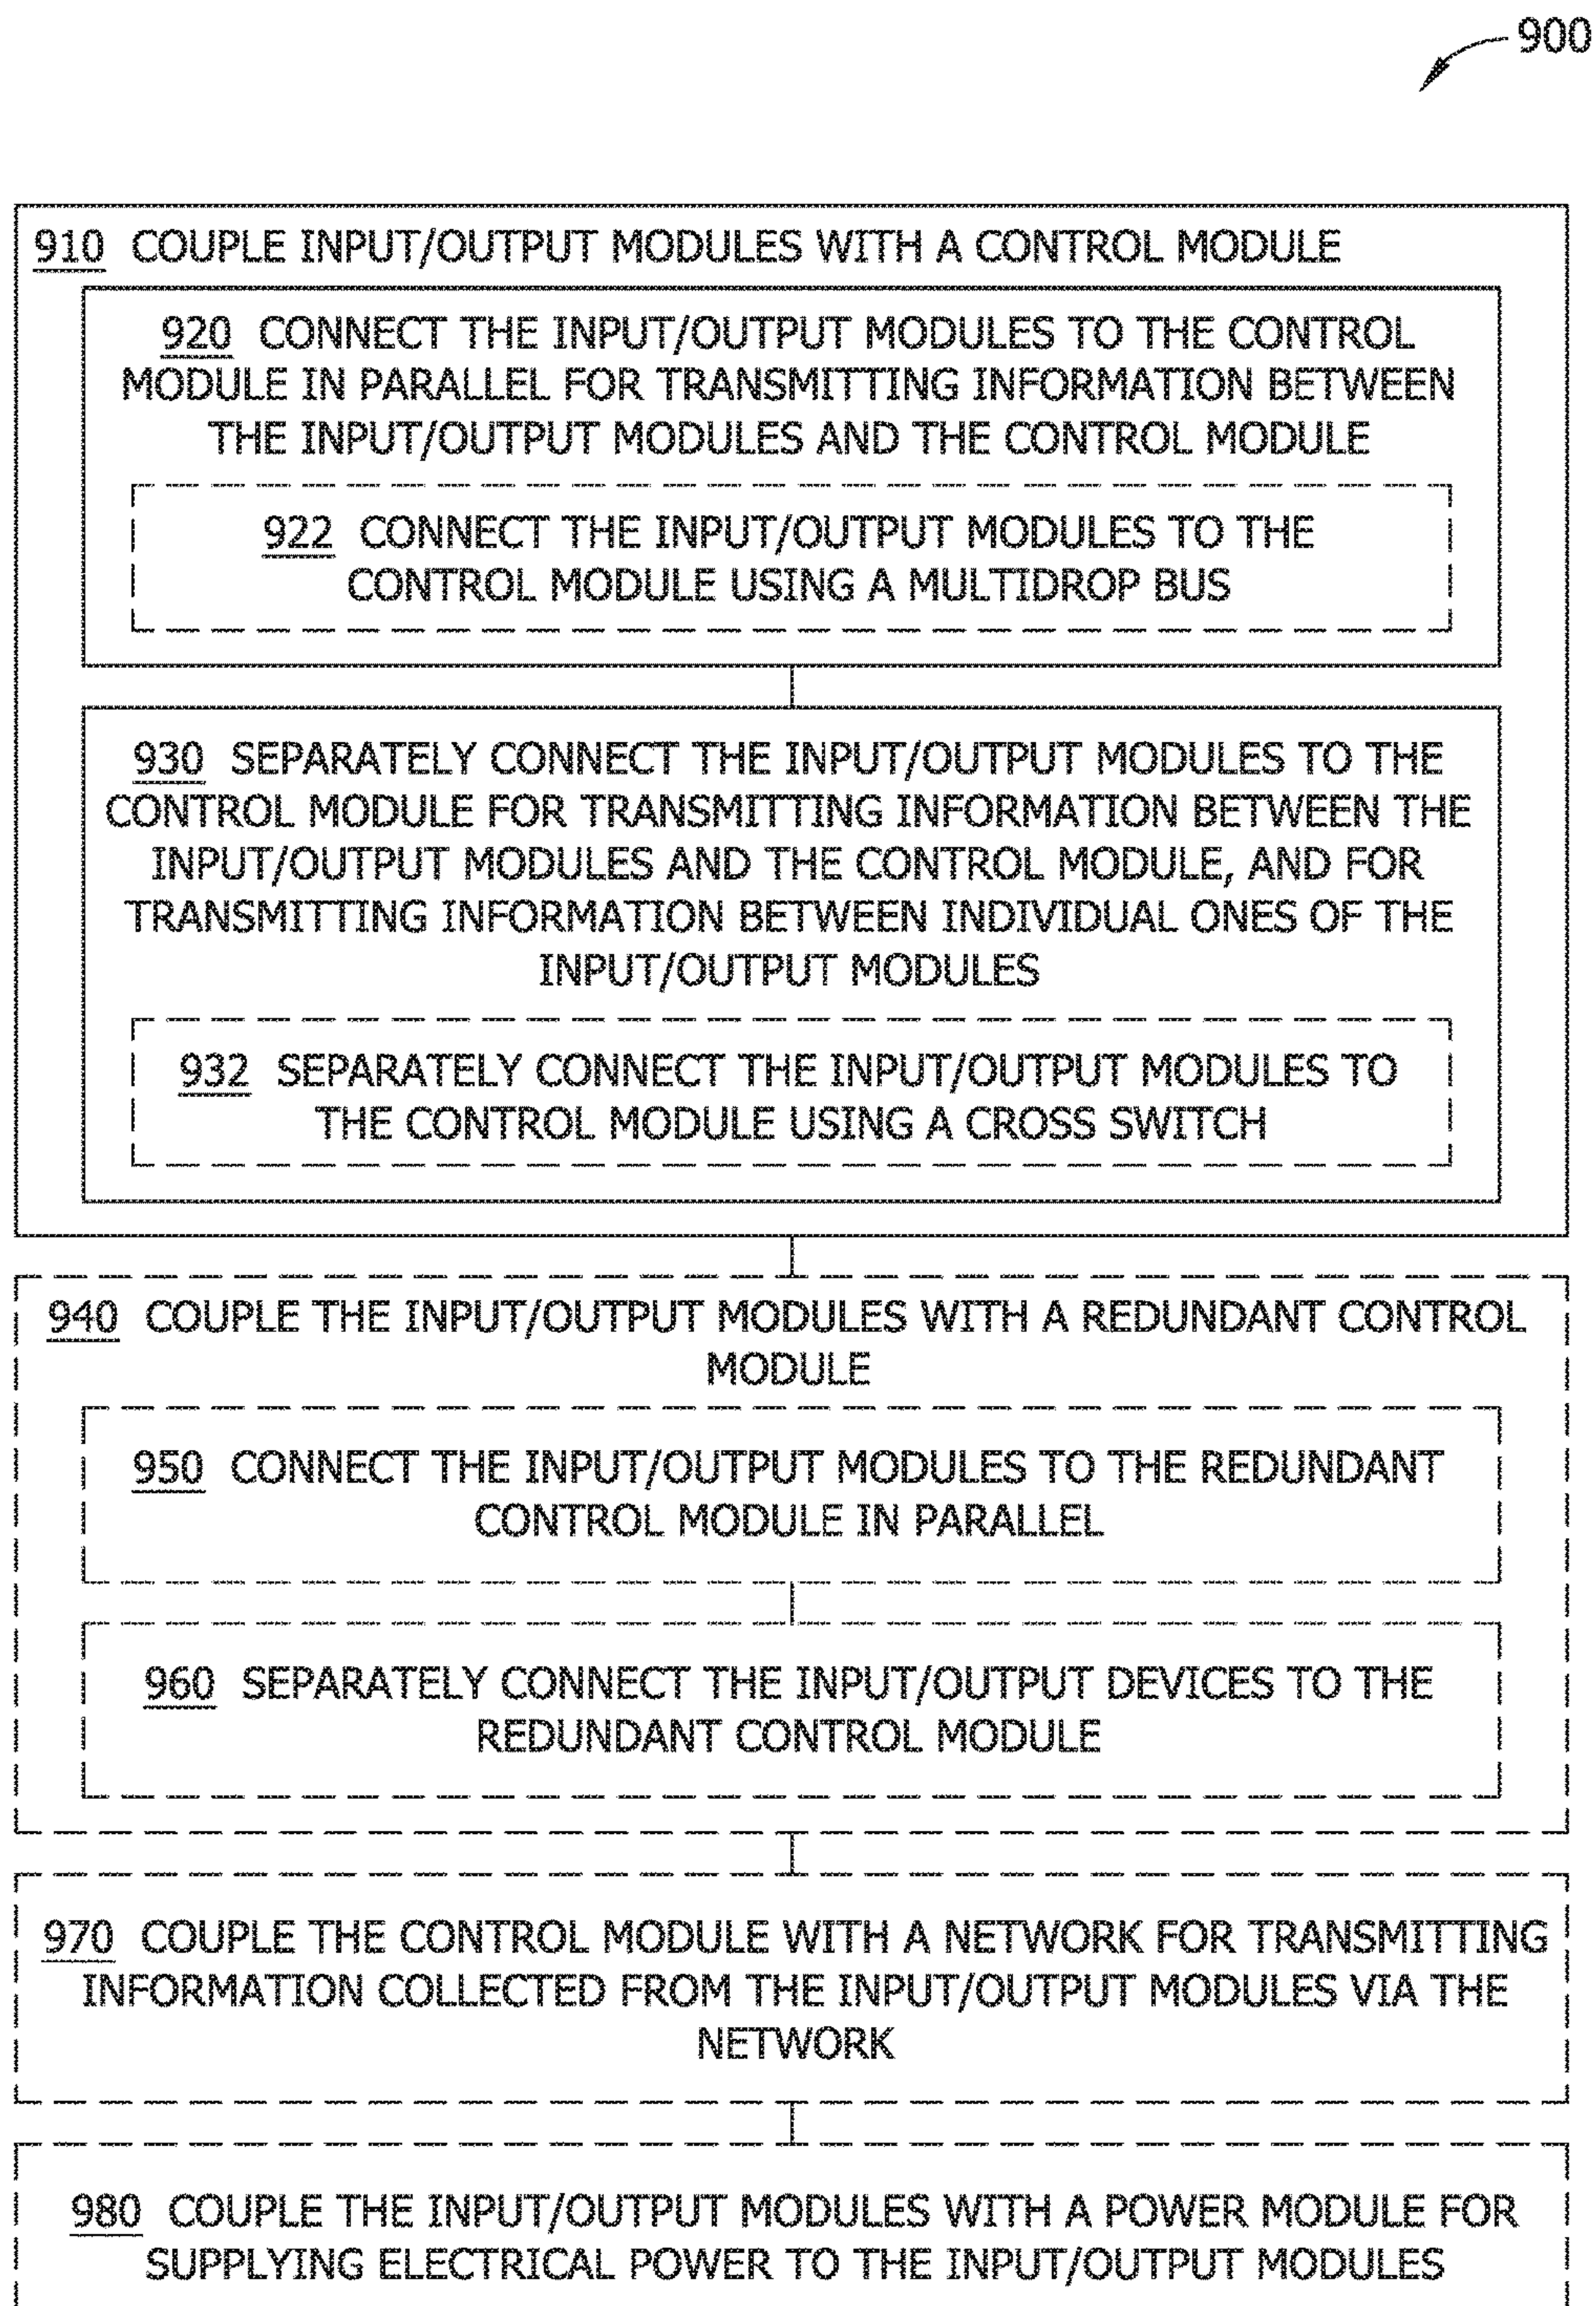 900
910 COUPLE INPUT/OUTPUT MODULES WITH A CONTROL MODULE
920 CONNECT THE INPUT/OUTPUT MODULES TO THE CONTROL
MODULE IN PARALLEL FOR TRANSMITTING INFORMATION BETWEEN
THE INPUT/OUTPUT MODULES AND THE CONTROL MODULE
922 CONNECT THE INPUT/OUTPUT MODULES TO THE
CONTROL MODULE USING A MULTIDROP BUS
930 SEPARATELY CONNECT THE INPUT/OUTPUT MODULES TO THE
CONTROL MODULE FOR TRANSMITTING INFORMATION BETWEEN THE
INPUT/OUTPUT MODULES AND THE CONTROL MODULE, AND FOR
TRANSMITTING INFORMATION BETWEEN INDIVIDUAL ONES OF THE
INPUT/OUTPUT MODULES
932 SEPARATELY CONNECT THE INPUT/OUTPUT MODULES TO
THE CONTROL MODULE USING A CROSS SWITCH
940 COUPLE THE INPUT/OUTPUT MODULES WITH A REDUNDANT CONTROL
MODULE
950 CONNECT THE INPUT/OUTPUT MODULES TO THE REDUNDANT
CONTROL MODULE IN PARALLEL
960 SEPARATELY CONNECT THE INPUT/OUTPUT DEVICES TO THE
REDUNDANT CONTROL MODULE
970 COUPLE THE CONTROL MODULE WITH A NETWORK FOR TRANSMITTING
INFORMATION COLLECTED FROM THE INPUT/OUTPUT MODULES VIA THE
NETWORK
980 COUPLE THE INPUT/OUTPUT MODULES WITH A POWER MODULE FOR
SUPPLYING ELECTRICAL POWER TO THE INPUT/OUTPUT MODULES